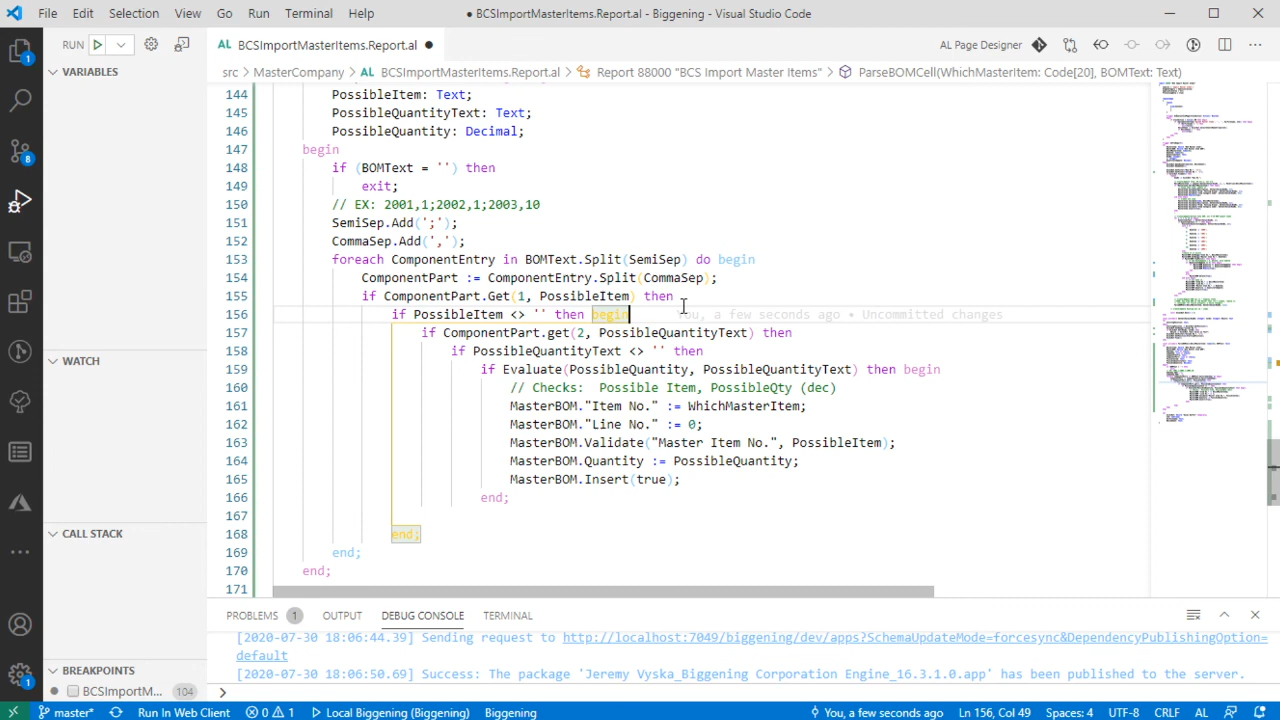 File Edit Selection View Go Run Terminal Help
● BCSImportMasterItems.Report.al - Biggening - Visual Studio Code
RUN
AL BCSImportMasterItems.Report.al ●
AL Page Designer
src > MasterCompany > AL BCSImportMasterItems.Report.al > Report 88000 "BCS Import Master Items" > ParseBOMCell(WhichMasterItem: Code[20], BOMText: Text)
VARIABLES
WATCH
CALL STACK
BREAKPOINTS
BCSImportM... 104
144 PossibleItem: Text;
145 PossibleQuantityText: Text;
146 PossibleQuantity: Decimal;
147 begin
148 if (BOMText = '') then
149 exit;
150 // EX: 2001,1;2002,1;2003,10
151 SemiSep.Add(';');
152 CommaSep.Add(',');
153 foreach ComponentEntry in BOMText.Split(SemiSep) do begin
154 ComponentPart := ComponentEntry.Split(CommaSep);
155 if ComponentPart.Get(1, PossibleItem) then
156 if PossibleItem <> '' then begin You, a few seconds ago • Uncommitted changes
157 if ComponentPart.Get(2, PossibleQuantityText) then
158 if PossibleQuantityText <> '' then
159 if Evaluate(PossibleQuantity, PossibleQuantityText) then begin
160 // Checks: Possible Item, Possible Q (dec)
161 MasterBOM."Item No." := WhichMasterItem;
162 MasterBOM."Line No." := 0;
163 MasterBOM.Validate("Master Item No.", PossibleItem);
164 MasterBOM.Quantity := PossibleQuantity;
165 MasterBOM.Insert(true);
166 end;
167
168 end;
169 end;
170 end;
171
PROBLEMS 1 OUTPUT DEBUG CONSOLE TERMINAL
[2020-07-30 18:06:44.39] Sending request to http://localhost:7049/biggening/dev/apps?SchemaUpdateMode=forcesync&DependencyPublishingOption=
default
[2020-07-30 18:06:50.69] Success: The package 'Jeremy Vyska_Biggening Corporation Engine_16.3.1.0.app' has been published to the server.
master* Run In Web Client 0 1 Local Biggening (Biggening) Biggening You, a few seconds ago Ln 156, Col 49 Spaces: 4 UTF-8 CRLF AL